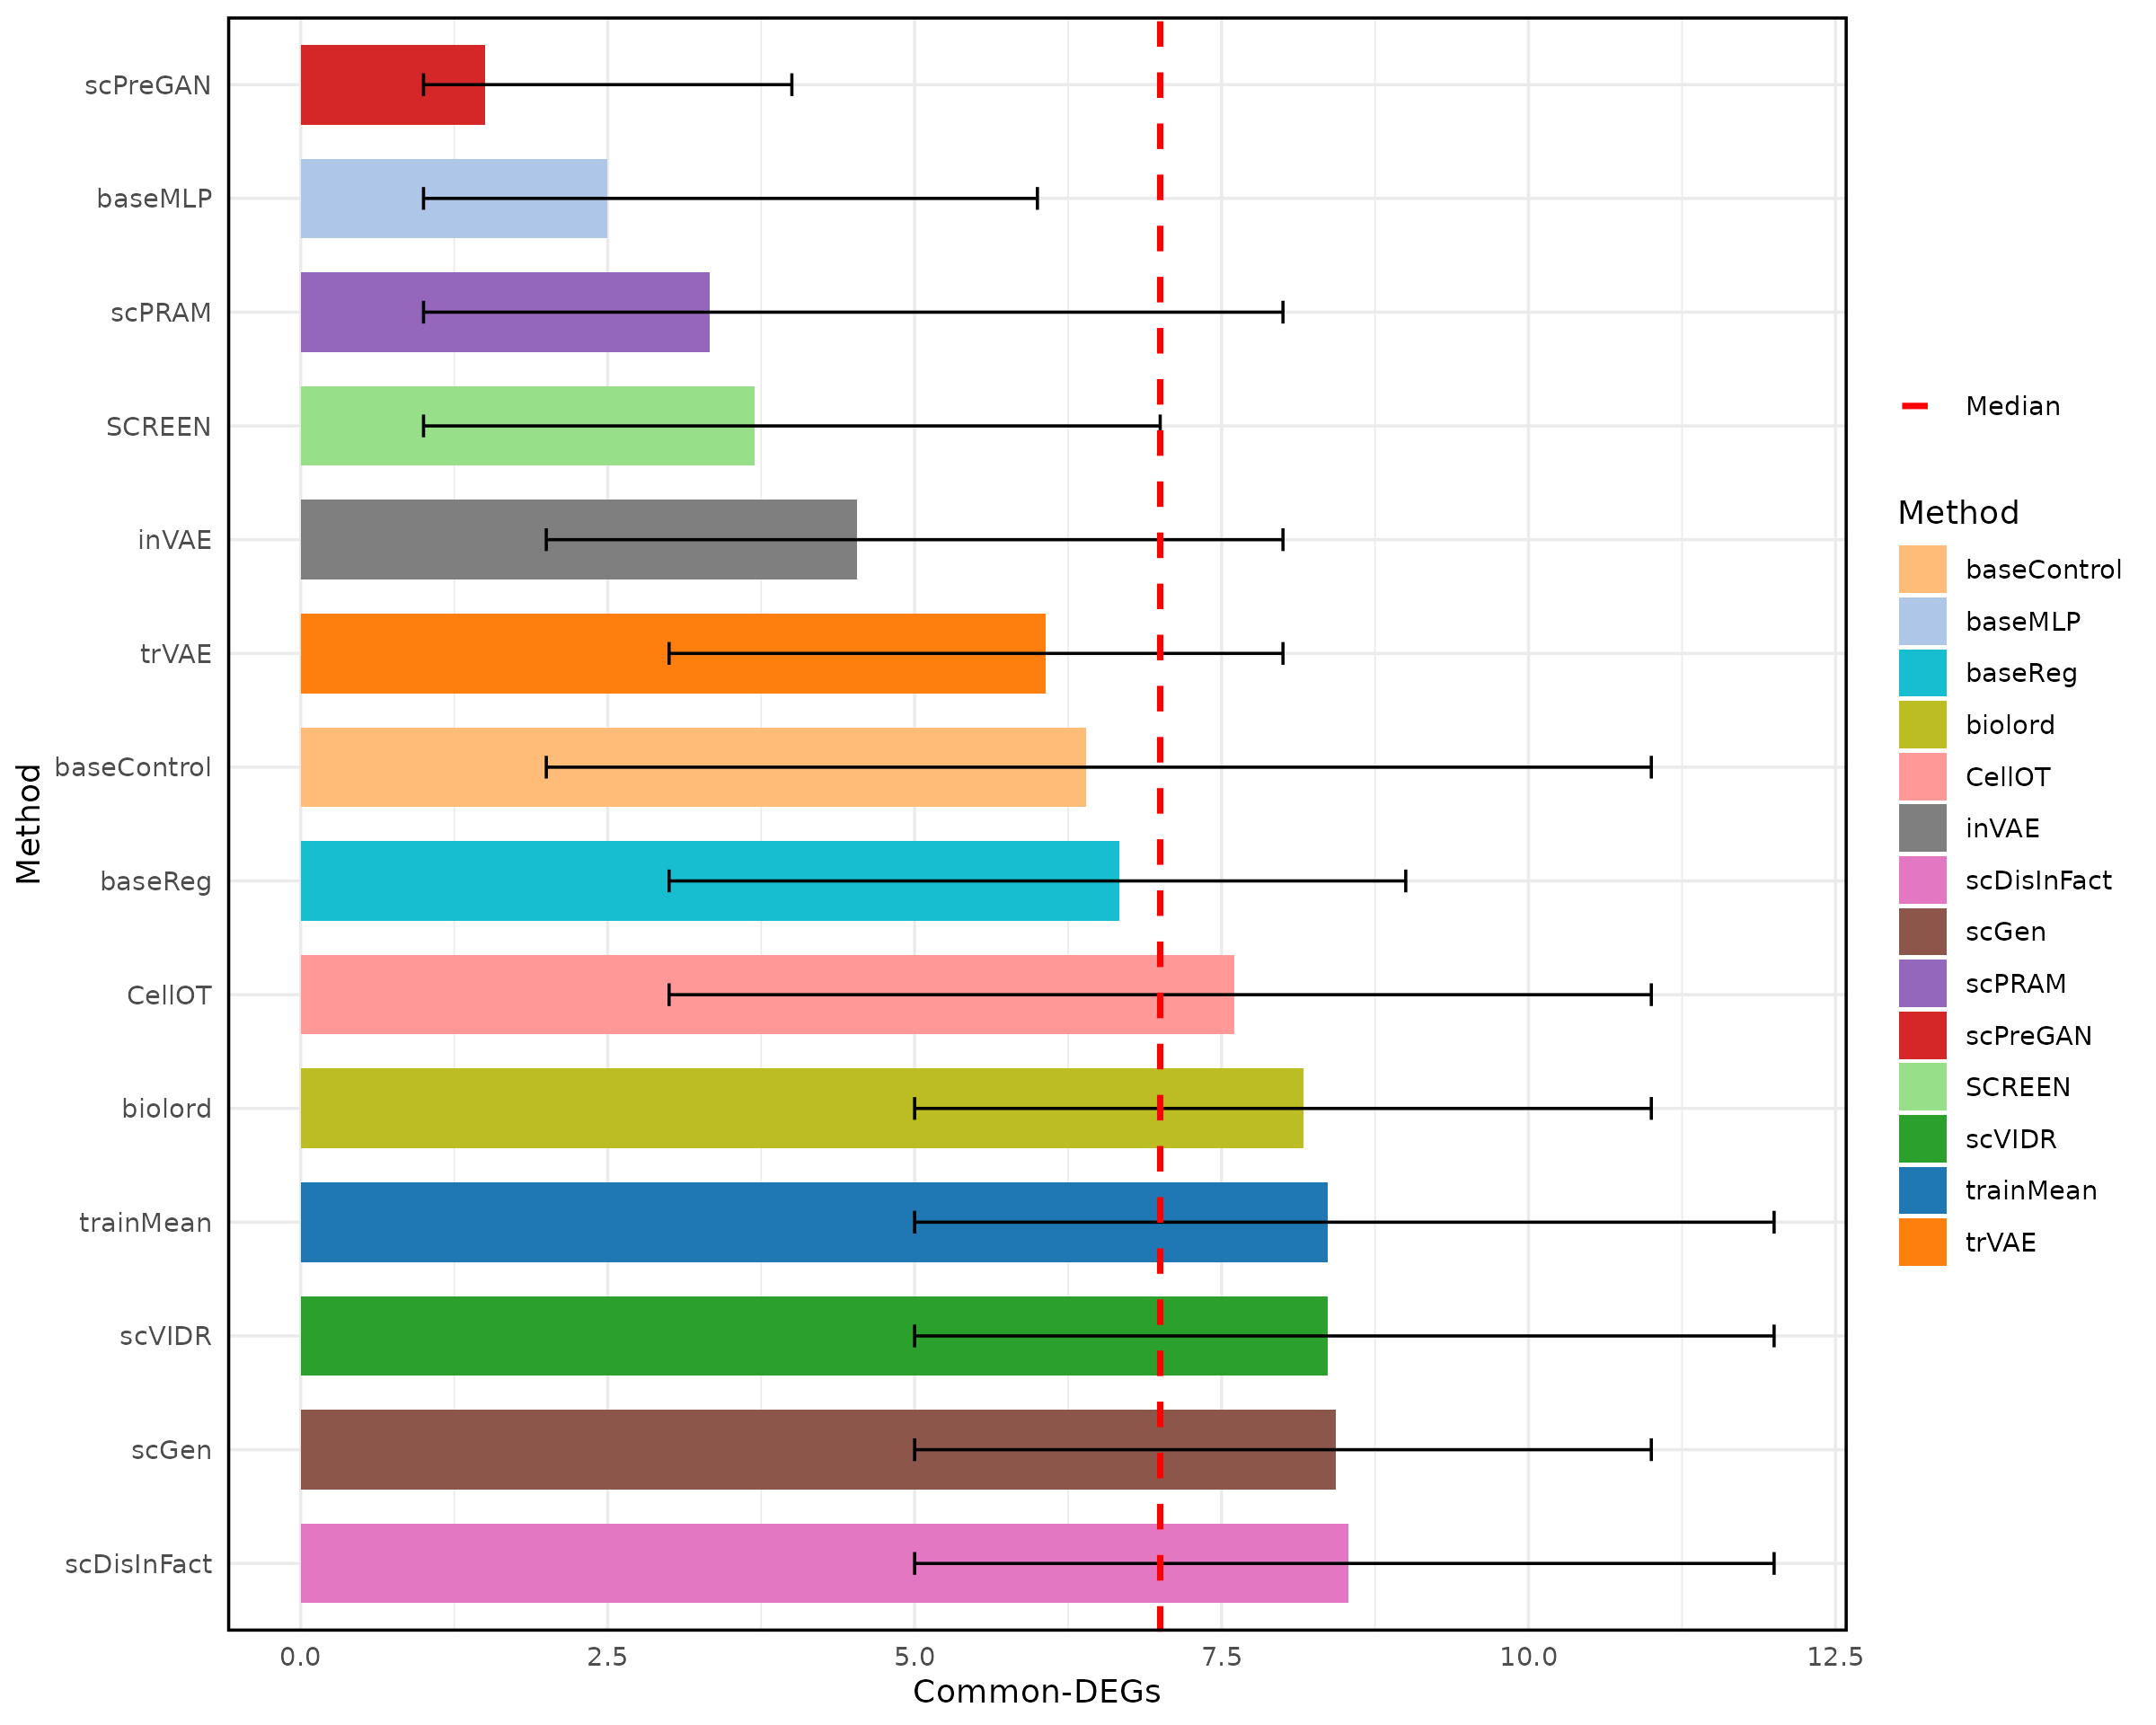 scPreGAN
baseMLP
scPRAM
SCREEN
inVAE
trVAE
baseControl
baseReg
CellOT
biolord
trainMean
scVIDR
scGen
scDisInFact
Method
0.0 2.5 5.0 7.5 10.0 12.5
Common-DEGs
Median
Method
baseControl
baseMLP
baseReg
biolord
CellOT
inVAE
scDisInFact
scGen
scPRAM
scPreGAN
SCREEN
scVIDR
trainMean
trVAE